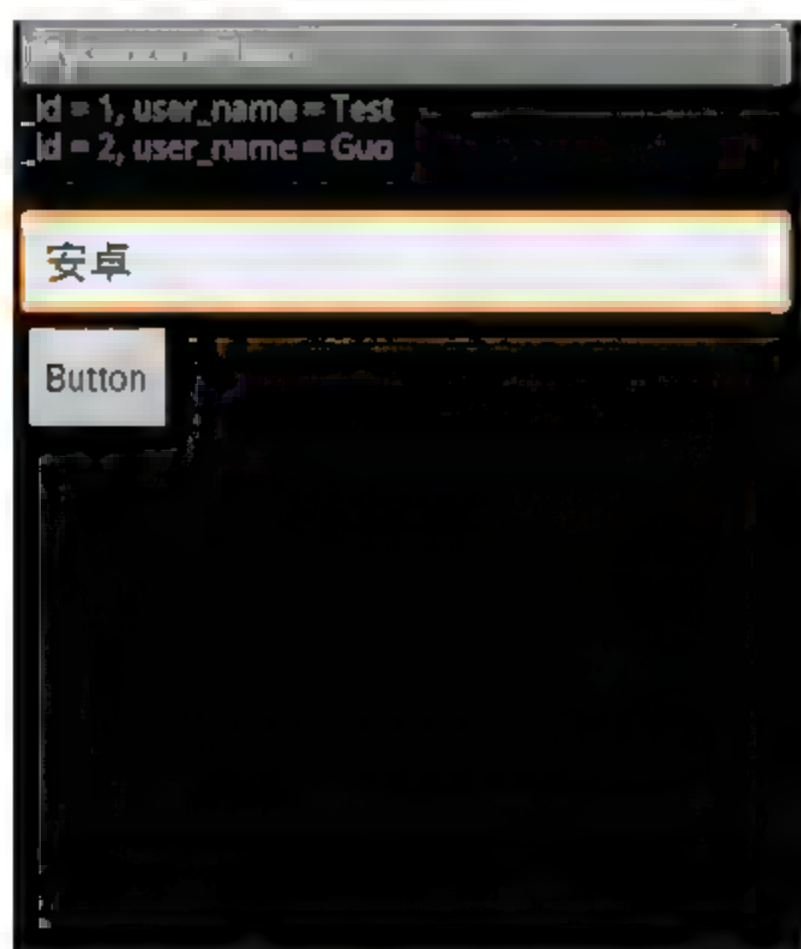 _id = 1, user_name = Test
_id = 2, user_name = Guo
安卓
Button